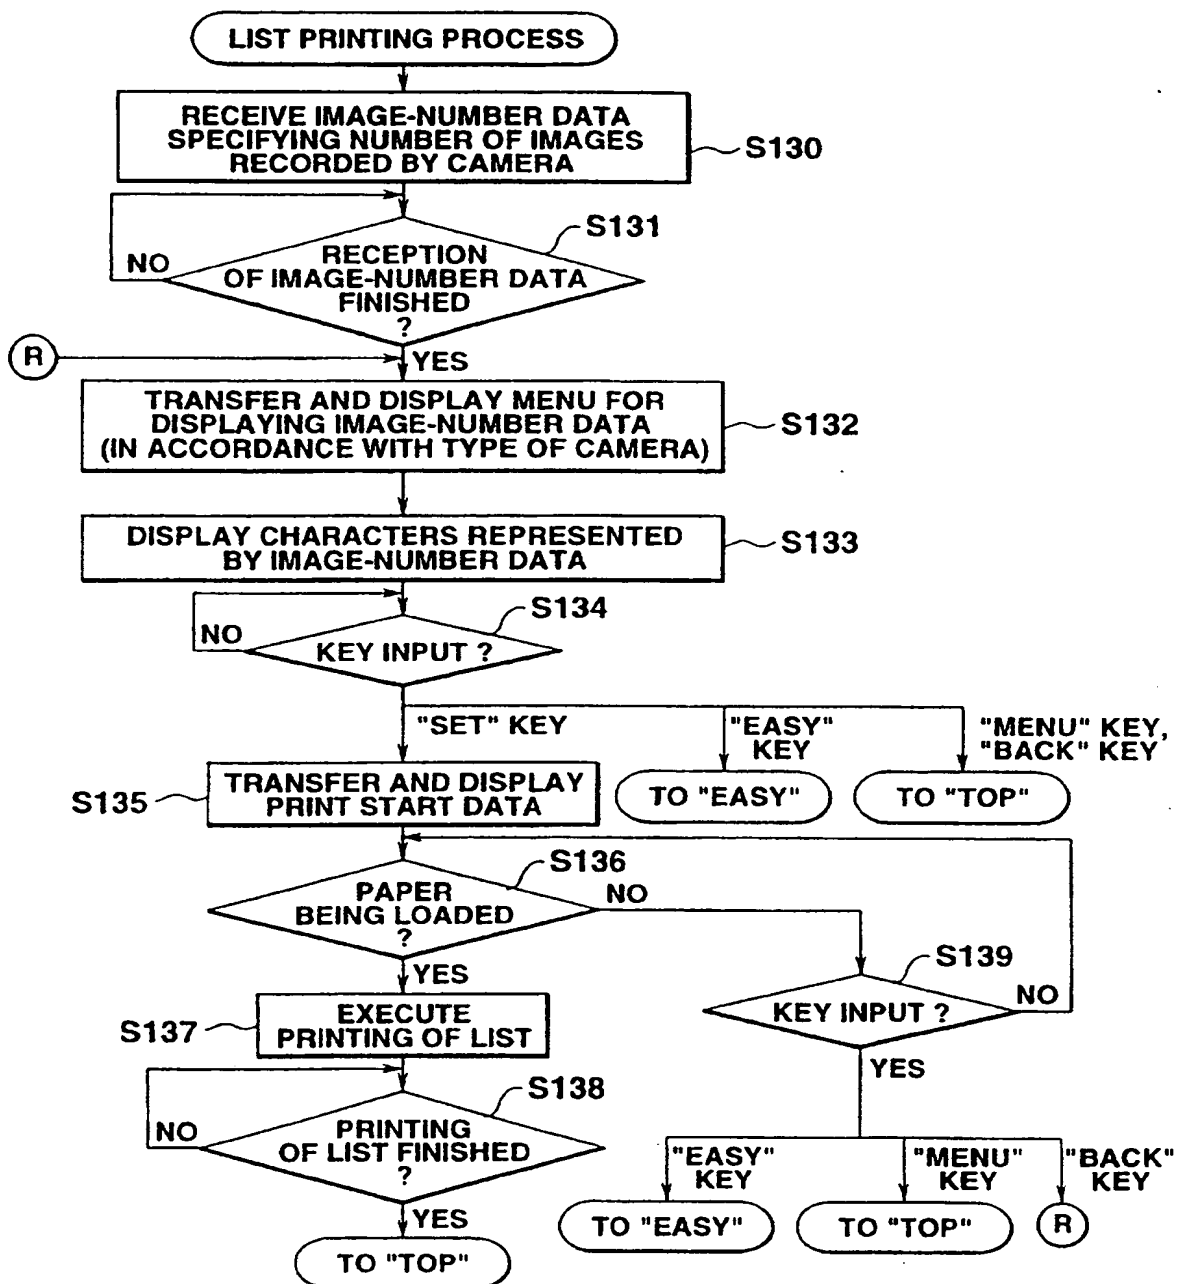 LIST PRINTING PROCESS
RECEIVE IMAGE-NUMBER DATA
SPECIFYING NUMBER OF IMAGES
RECORDED BY CAMERA
S130
S131
RECEPTION
OF IMAGE-NUMBER DATA
FINISHED
?
NO
R
YES
TRANSFER AND DISPLAY MENU FOR
DISPLAYING IMAGE-NUMBER DATA
(IN ACCORDANCE WITH TYPE OF CAMERA)
S132
DISPLAY CHARACTERS REPRESENTED
BY IMAGE-NUMBER DATA
S133
S134
NO
KEY INPUT ?
"SET" KEY
"EASY"
KEY
"MENU" KEY,
"BACK" KEY
S135
TRANSFER AND DISPLAY
PRINT START DATA
TO "EASY"
TO "TOP"
S136
PAPER
BEING LOADED
?
NO
YES
S139
KEY INPUT ?
NO
YES
S137
EXECUTE
PRINTING OF LIST
S138
NO
PRINTING
OF LIST FINISHED
?
YES
TO "TOP"
"EASY"
KEY
"MENU"
KEY
"BACK"
KEY
TO "EASY"
TO "TOP"
R